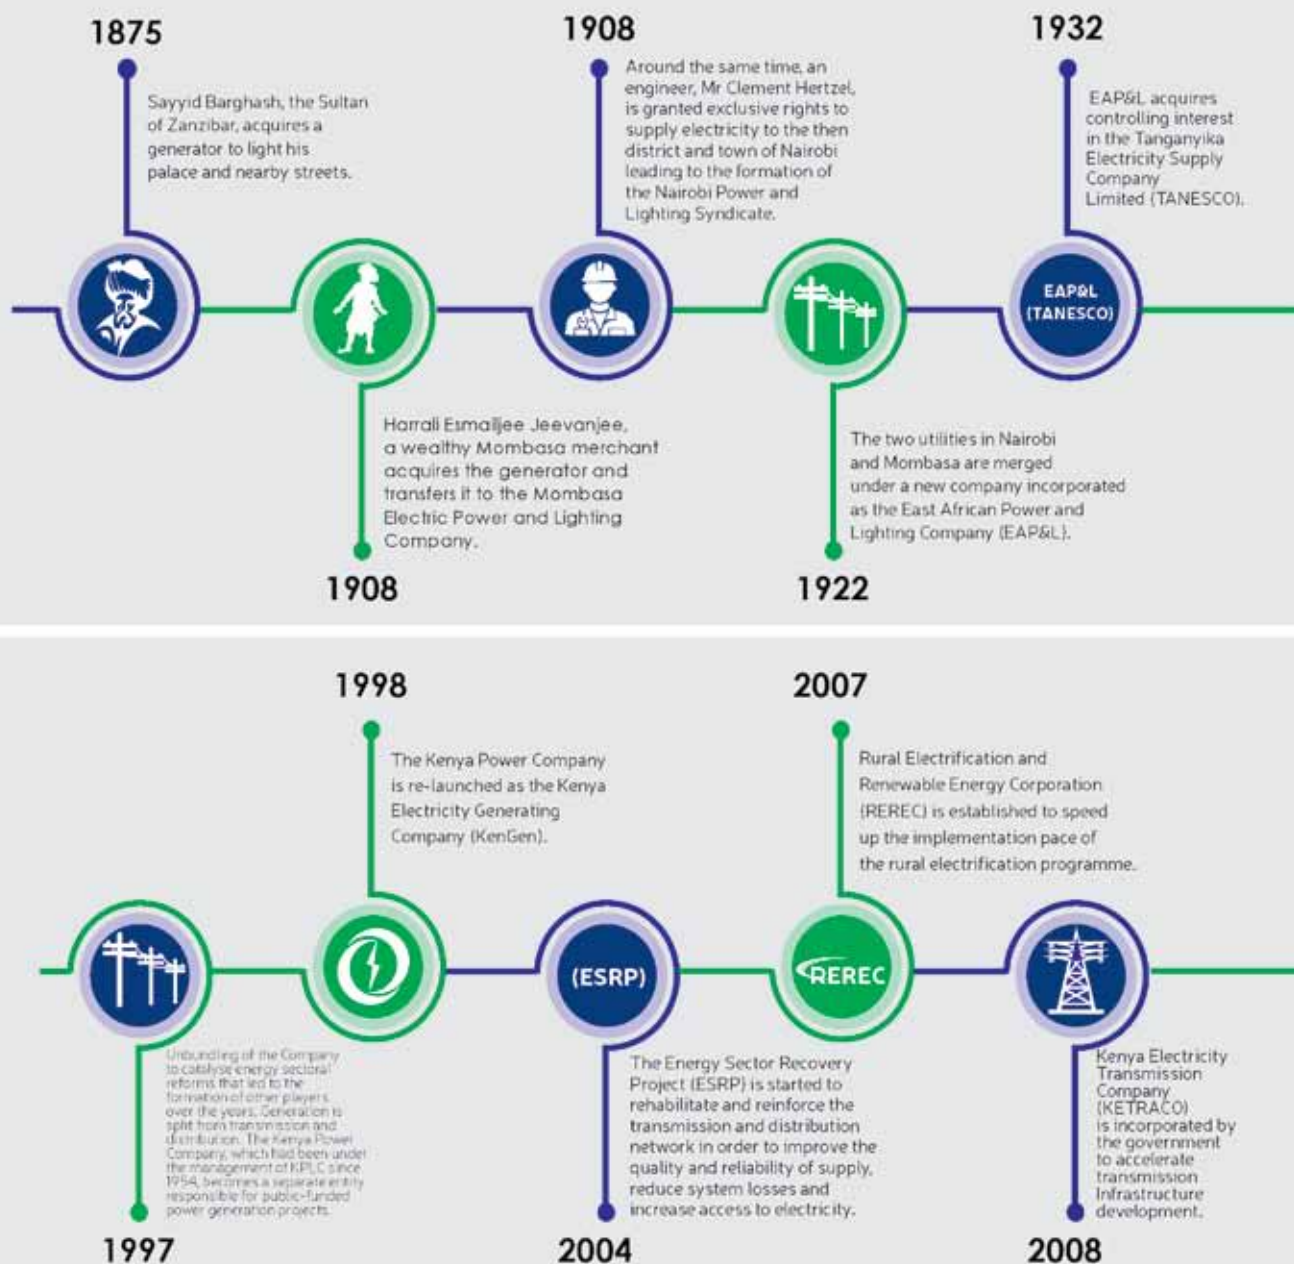 1875
Sayyid Barghash, the Sultan
of Zanzibar, acquires a
generator to light his
palace and nearby streets.
Harrali Esmailjee Jeevanjee,
a wealthy Mombasa merchant
acquires the generator and
transfers it to the Mombasa
Electric Power and Lighting
Company.
1908
1908
Around the same time, an
engineer, Mr Clement Hertzel,
is granted exclusive rights to
supply electricity to the then
district and town of Nairobi
leading to the formation of
the Nairobi Power and
Lighting Syndicate.
The two utilities in Nairobi
and Mombasa are merged
under a new company incorporated
as the East African Power and
Lighting Company (EAP&L).
1922
1932
EAP&L acquires
controlling interest
in the Tanganyika
Electricity Supply
Company
Limited (TANESCO).
EAP&L
(TANESCO)
Unbundling of the Company
to catalyse energy sectoral
reforms that led to the
formation of other players
over the years. Generation is
split from transmission and
distribution. The Kenya Power
Company, which had been under
the management of KPLC since
1954, becomes a separate entity
responsible for public-funded
power generation projects.
1997
1998
The Kenya Power Company
is re-launched as the Kenya
Electricity Generating
Company (KenGen).
(ESRP)
The Energy Sector Recovery
Project (ESRP) is started to
rehabilitate and reinforce the
transmission and distribution
network in order to improve the
quality and reliability of supply,
reduce system losses and
increase access to electricity.
2004
2007
Rural Electrification and
Renewable Energy Corporation
(REREC) is established to speed
up the implementation pace of
the rural electrification programme.
REREC
Kenya Electricity
Transmission
Company
(KETRACO)
is incorporated by
the government
to accelerate
transmission
Infrastructure
development.
2008